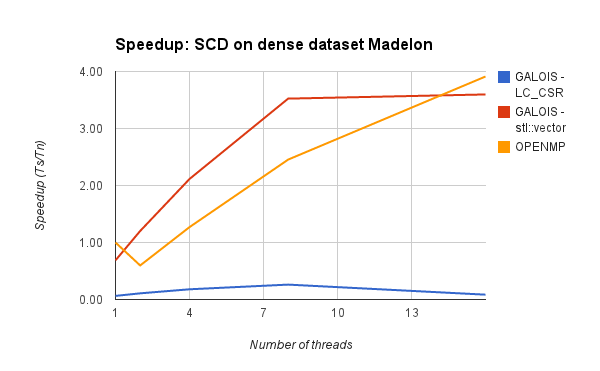 Speedup: SCD on dense dataset Madelon
4.00
3.00
2.00
1.00
0.00
Speedup (Ts/Tn)
1
4
7
10
13
Number of threads
GALOIS -
LC_CSR
GALOIS -
stl::vector
OPENMP